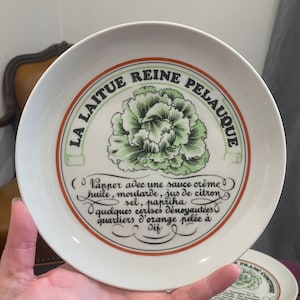 LA LAITUE REINE PELAUQUE
Napper avec une sauce crème
huile, moutarde, jus de citron
sel, paprika
quelques cerises dénoyautées
quartiers d'orange pelée à
vif